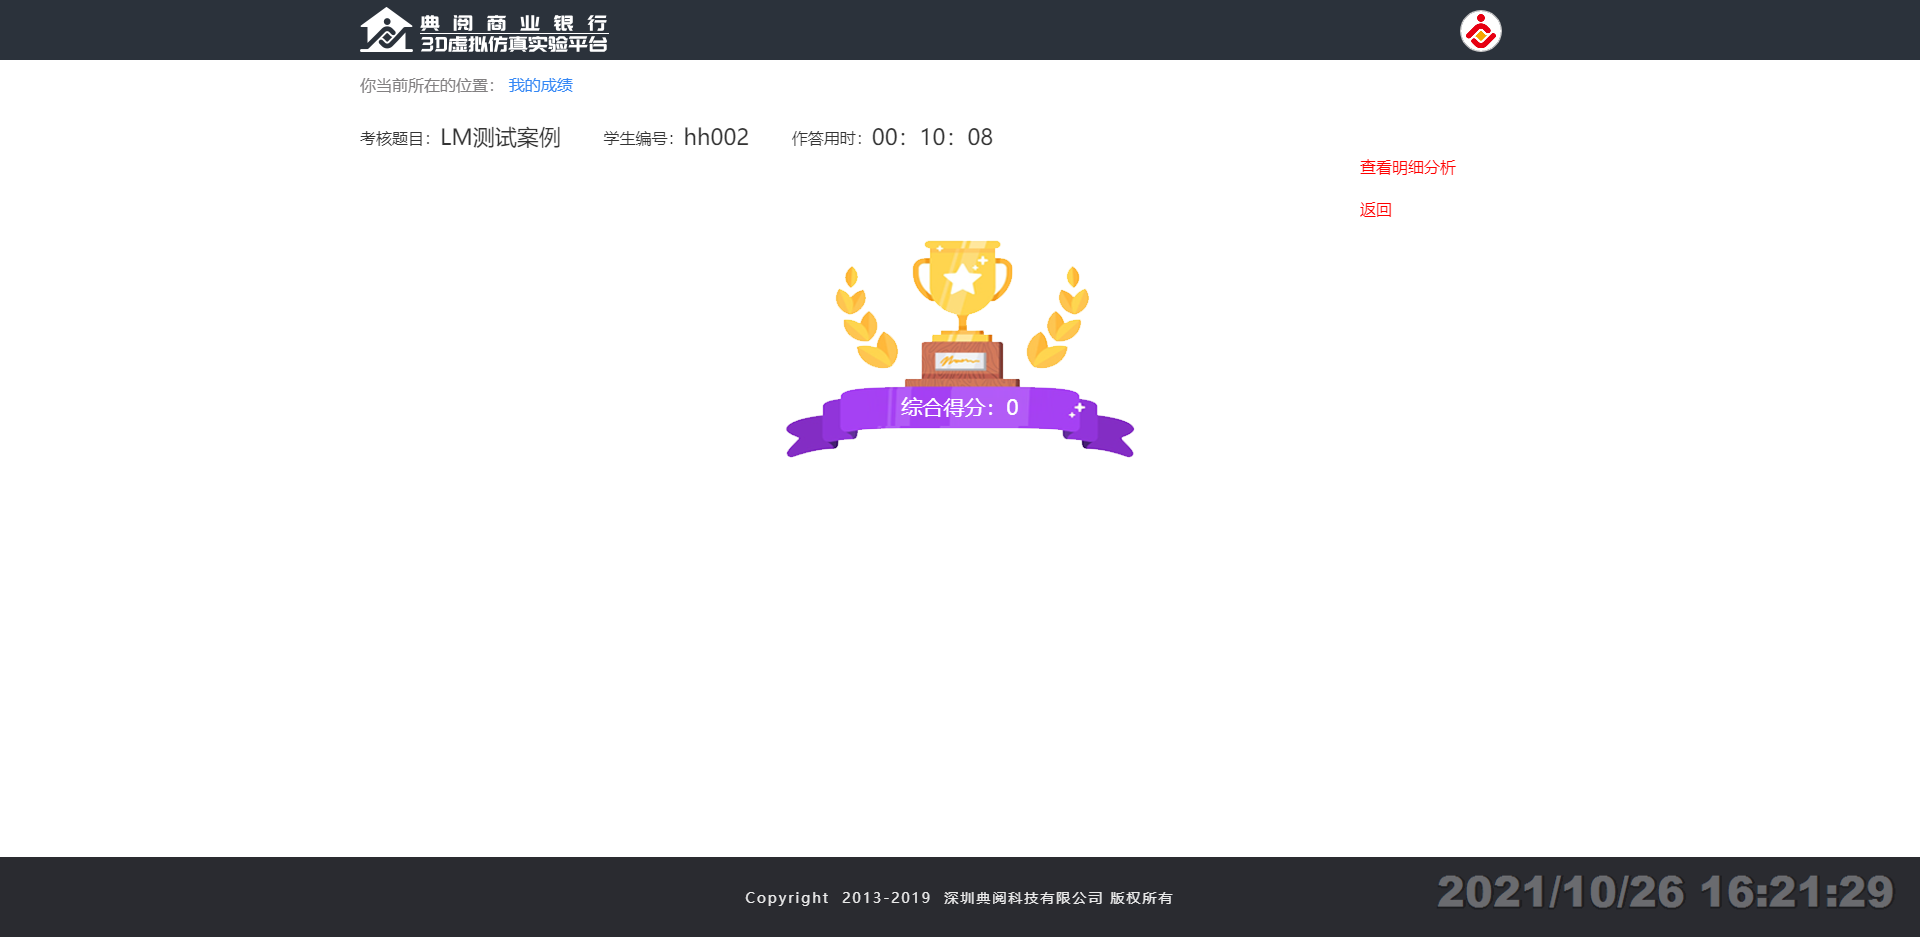 典阅商业银行
3D虚拟仿真实验平台
你当前所在的位置： 我的成绩
考核题目：LM测试案例 学生编号：hh002 作答用时：00：10：08
查看明细分析
返回
综合得分：0
Copyright 2013-2019 深圳典阅科技有限公司 版权所有
2021/10/26 16:21:29